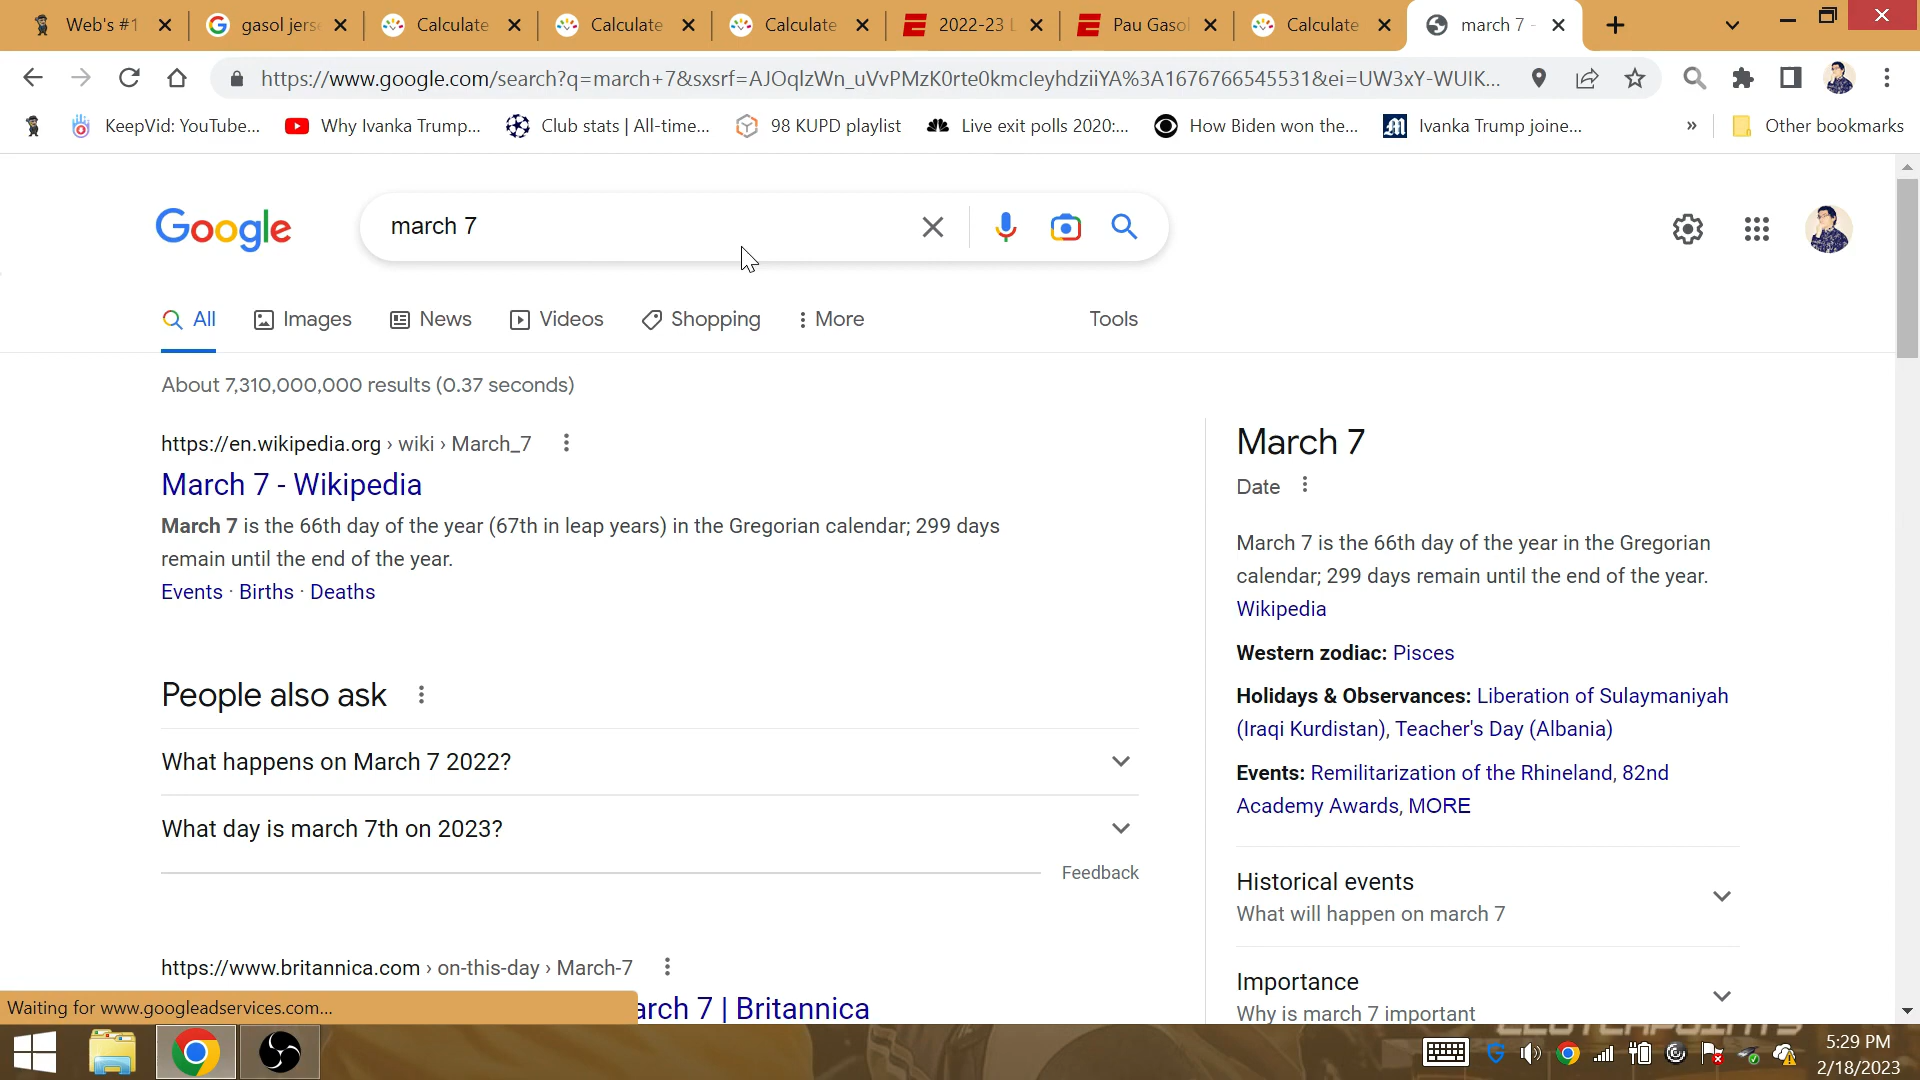 Web's #1
gasol jerse
Calculate
Calculate
Calculate
2022-23 L
Pau Gasol
Calculate
march 7 -
https://www.google.com/search?q=march+7&sxsrf=AJOqlzWn_uVvPMzK0rte0kmcIeyhdziiYA%3A1676766545531&ei=UW3xY-WUIK...
KeepVid: YouTube...
Why Ivanka Trump...
Club stats | All-time...
98 KUPD playlist
Live exit polls 2020:...
How Biden won the...
Ivanka Trump joine...
»
Other bookmarks
Google
march 7
All
Images
News
Videos
Shopping
More
Tools
About 7,310,000,000 results (0.37 seconds)
https://en.wikipedia.org › wiki › March_7
March 7 - Wikipedia
March 7 is the 66th day of the year (67th in leap years) in the Gregorian calendar; 299 days
remain until the end of the year.
Events · Births · Deaths
People also ask
What happens on March 7 2022?
What day is march 7th on 2023?
Feedback
https://www.britannica.com › on-this-day › March-7
arch 7 | Britannica
March 7
Date
March 7 is the 66th day of the year in the Gregorian
calendar; 299 days remain until the end of the year.
Wikipedia
Western zodiac: Pisces
Holidays & Observances: Liberation of Sulaymaniyah
(Iraqi Kurdistan), Teacher's Day (Albania)
Events: Remilitarization of the Rhineland, 82nd
Academy Awards, MORE
Historical events
What will happen on march 7
Importance
Why is march 7 important
Waiting for www.googleadservices.com...
CLUTCHPOINTS
5:29 PM
2/18/2023